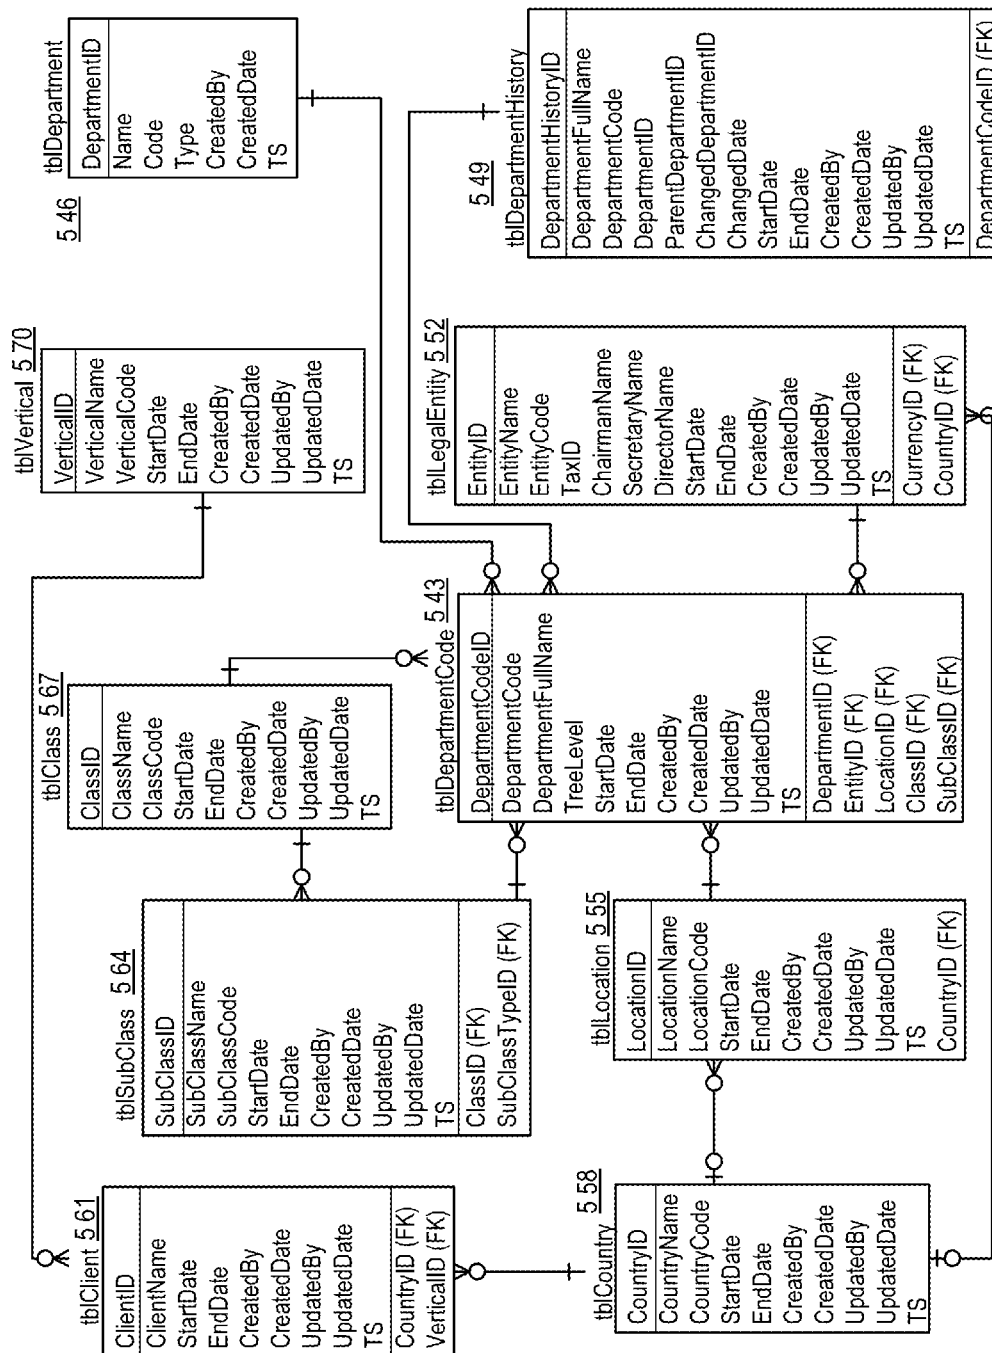 tblClient 5 61
ClientID
ClientName
StartDate
EndDate
CreatedBy
CreatedDate
UpdatedBy
UpdatedDate
TS
CountryID (FK)
VerticalID (FK)
tblSubClass 5 64
SubClassID
SubClassName
SubClassCode
StartDate
EndDate
CreatedBy
CreatedDate
UpdatedBy
UpdatedDate
TS
ClassID (FK)
SubClassTypeID (FK)
tblClass 5 67
ClassID
ClassName
ClassCode
StartDate
EndDate
CreatedBy
CreatedDate
UpdatedBy
UpdatedDate
TS
tblVertical 5 70
VerticalID
VerticalName
VerticalCode
StartDate
EndDate
CreatedBy
CreatedDate
UpdatedBy
UpdatedDate
TS
5 46
tblDepartment
DepartmentID
Name
Code
Type
CreatedBy
CreatedDate
TS
tblCountry 5 58
CountryID
CountryName
CountryCode
StartDate
EndDate
CreatedBy
CreatedDate
UpdatedBy
UpdatedDate
TS
tblLocation 5 55
LocationID
LocationName
LocationCode
StartDate
EndDate
CreatedBy
CreatedDate
UpdatedBy
UpdatedDate
TS
CountryID (FK)
tblDepartmentCode 5 43
DepartmentCodeID
DepartmentCode
DepartmentFullName
TreeLevel
StartDate
EndDate
CreatedBy
CreatedDate
UpdatedBy
UpdatedDate
TS
DepartmentID (FK)
EntityID (FK)
LocationID (FK)
ClassID (FK)
SubClassID (FK)
tblLegalEntity 5 52
EntityID
EntityName
EntityCode
TaxID
ChairmanName
SecretaryName
DirectorName
StartDate
EndDate
CreatedBy
CreatedDate
UpdatedBy
UpdatedDate
TS
CurrencyID (FK)
CountryID (FK)
5 49
tblDepartmentHistory
DepartmentHistoryID
DepartmentFullName
DepartmentCode
DepartmentID
ParentDepartmentID
ChangedDepartmentID
ChangedDate
StartDate
EndDate
CreatedBy
CreatedDate
UpdatedBy
UpdatedDate
TS
DepartmentCodeID (FK)